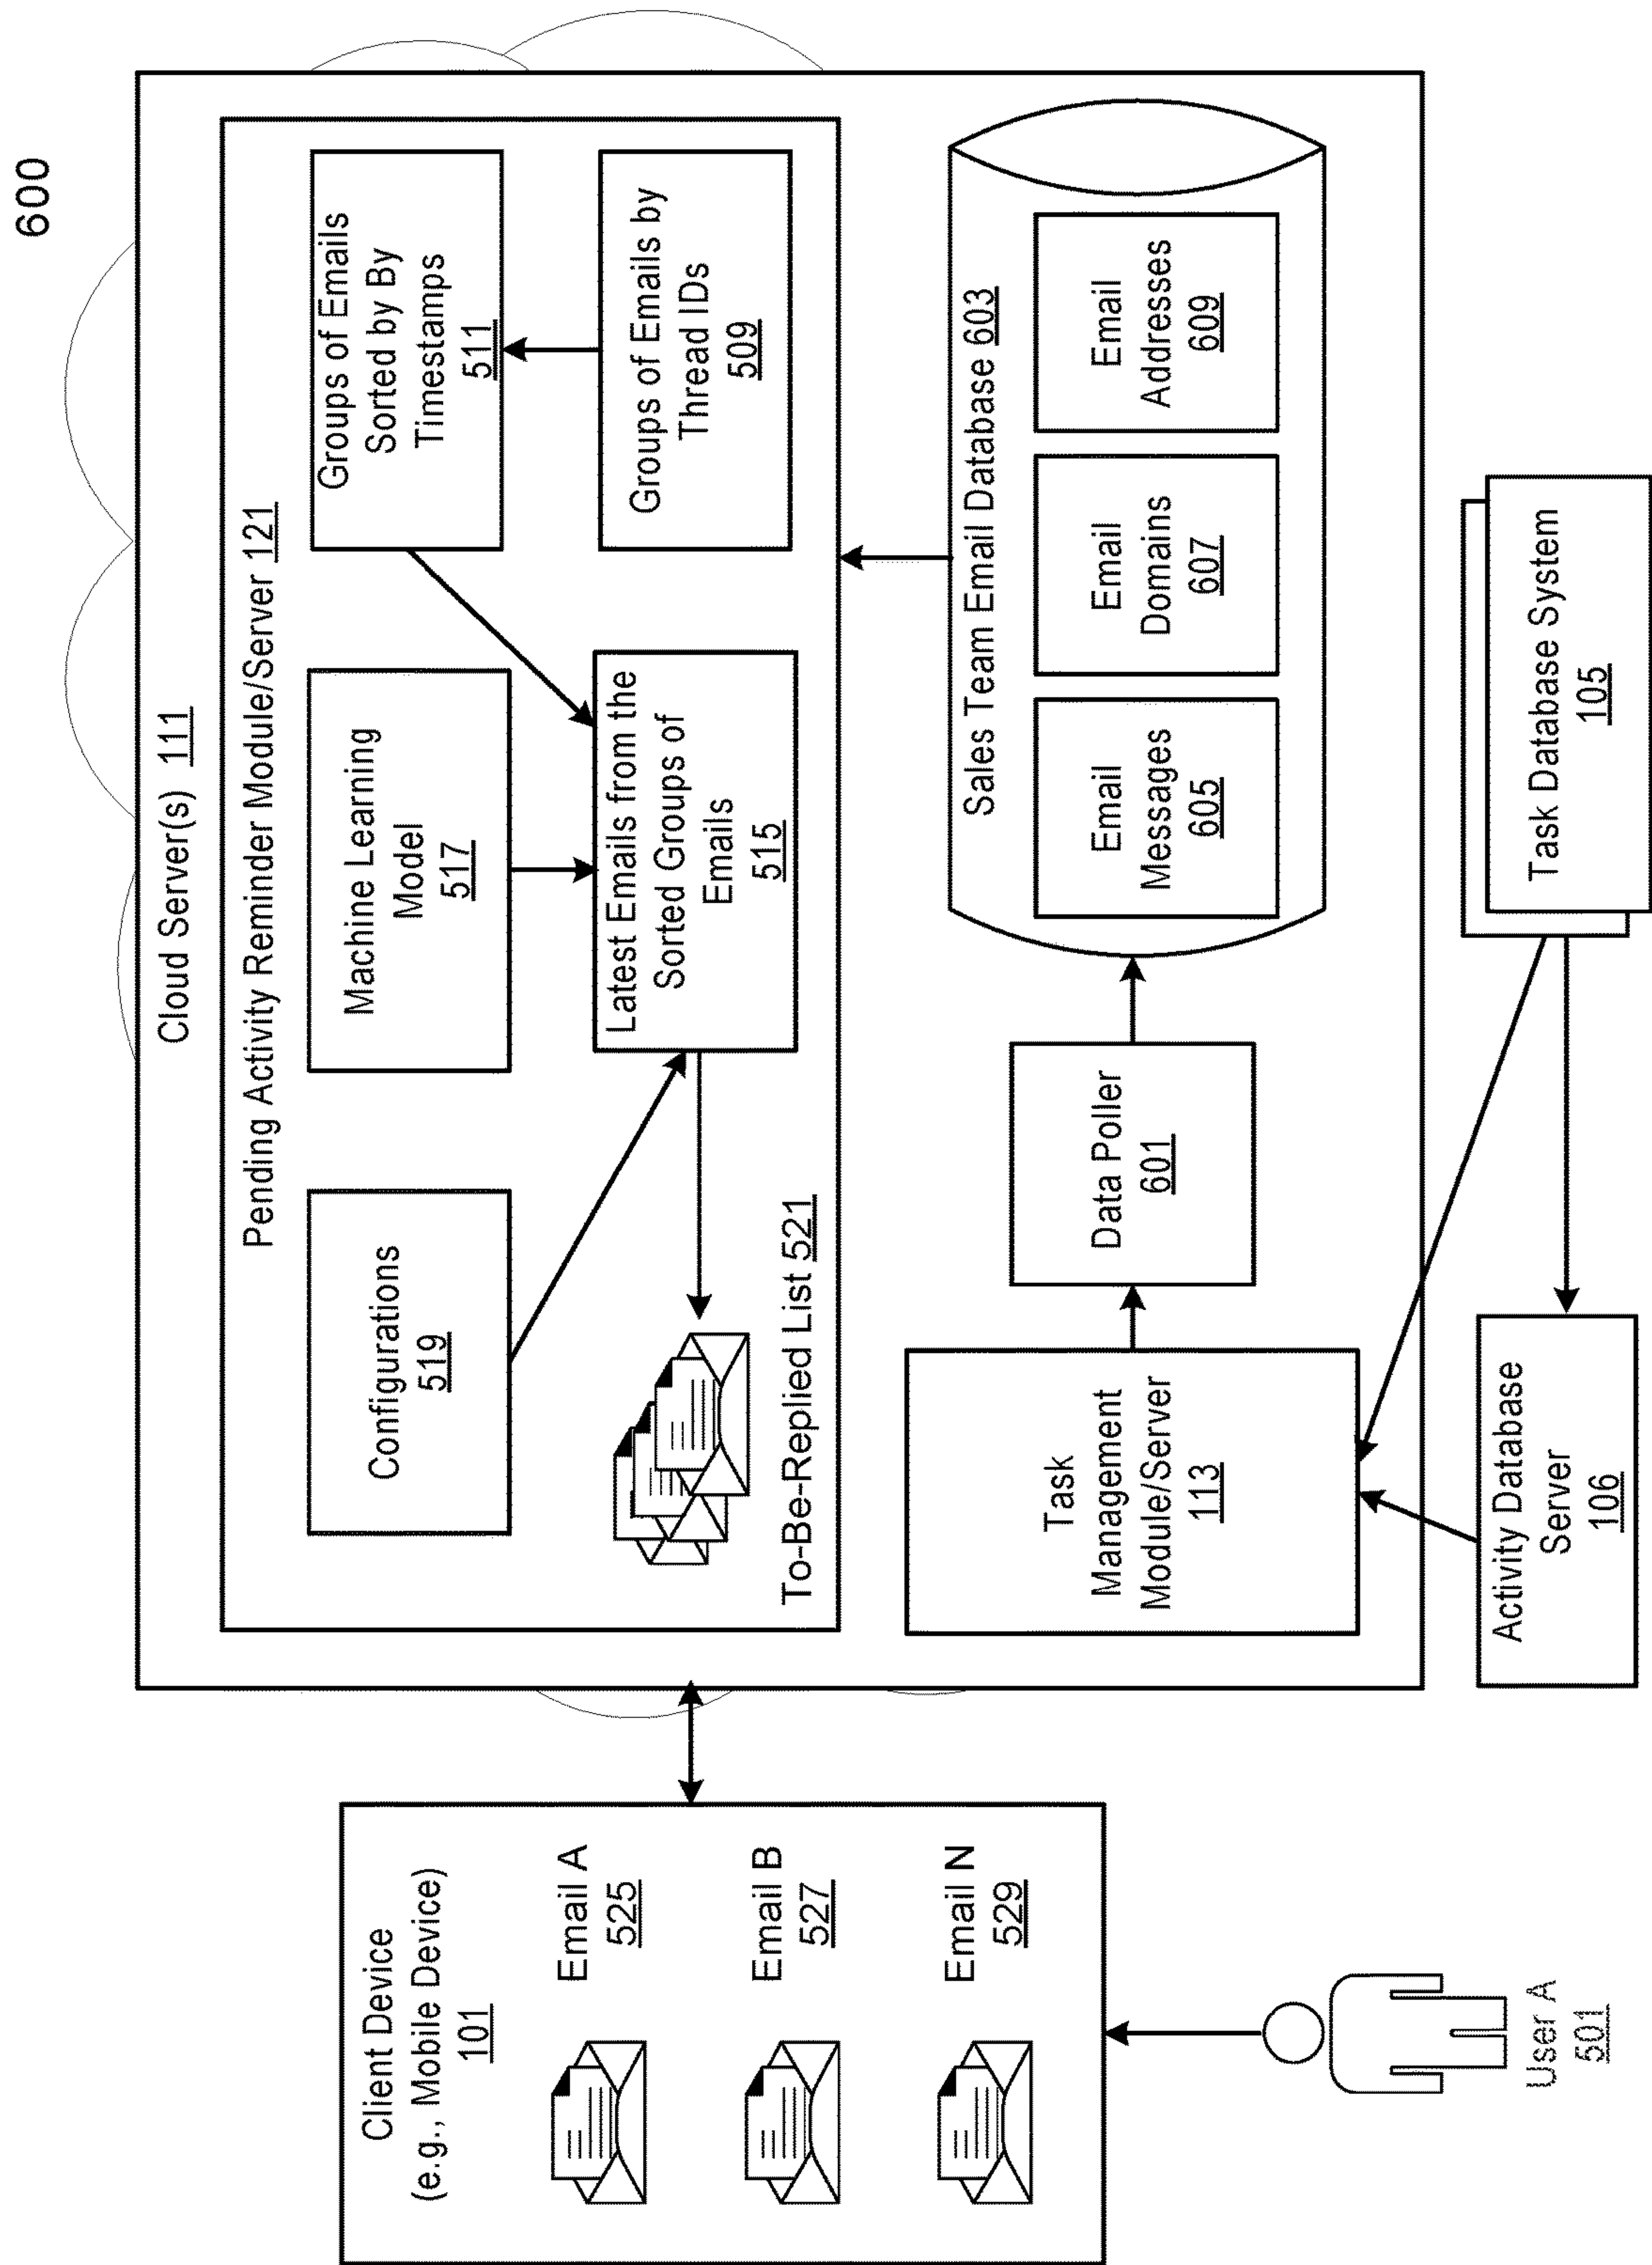 600
Client Device
(e.g., Mobile Device)
101
Email A
525
Email B
527
Email N
529
User A
501
Cloud Server(s) 111
Pending Activity Reminder Module/Server 121
Configurations
519
Machine Learning
Model
517
Groups of Emails
Sorted by By
Timestamps
511
To-Be-Replied List 521
Latest Emails from the
Sorted Groups of
Emails
515
Groups of Emails by
Thread IDs
509
Task
Management
Module/Server
113
Data Poller
601
Sales Team Email Database 603
Email
Messages
605
Email
Domains
607
Email
Addresses
609
Activity Database
Server
106
Task Database System
105